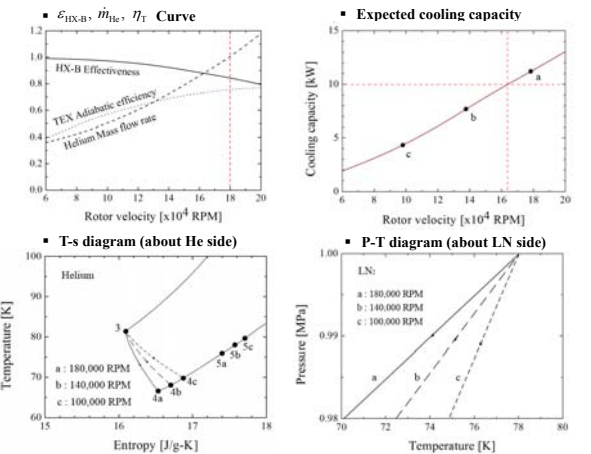 ▪ εHX-B, ṁHe, ηT Curve
1.2
1.0
0.8
0.6
0.4
0.2
0.0
HX-B Effectiveness
TEX Adiabatic efficiency
Helium Mass flow rate
6 8 10 12 14 16 18 20
Rotor velocity [x10⁴ RPM]
▪ Expected cooling capacity
Cooling capacity [kW]
15
10
5
0
a
b
c
6 8 10 12 14 16 18 20
Rotor velocity [x10⁴ RPM]
▪ T-s diagram (about He side)
Temperature [K]
100
90
80
70
60
Helium
3
5c
5b
5a
4c
4b
4a
a : 180,000 RPM
b : 140,000 RPM
c : 100,000 RPM
15 16 17 18
Entropy [J/g-K]
▪ P-T diagram (about LN side)
Pressure [MPa]
1.00
0.99
0.98
LN₂
a : 180,000 RPM
b : 140,000 RPM
c : 100,000 RPM
a b c
70 72 74 76 78 80
Temperature [K]